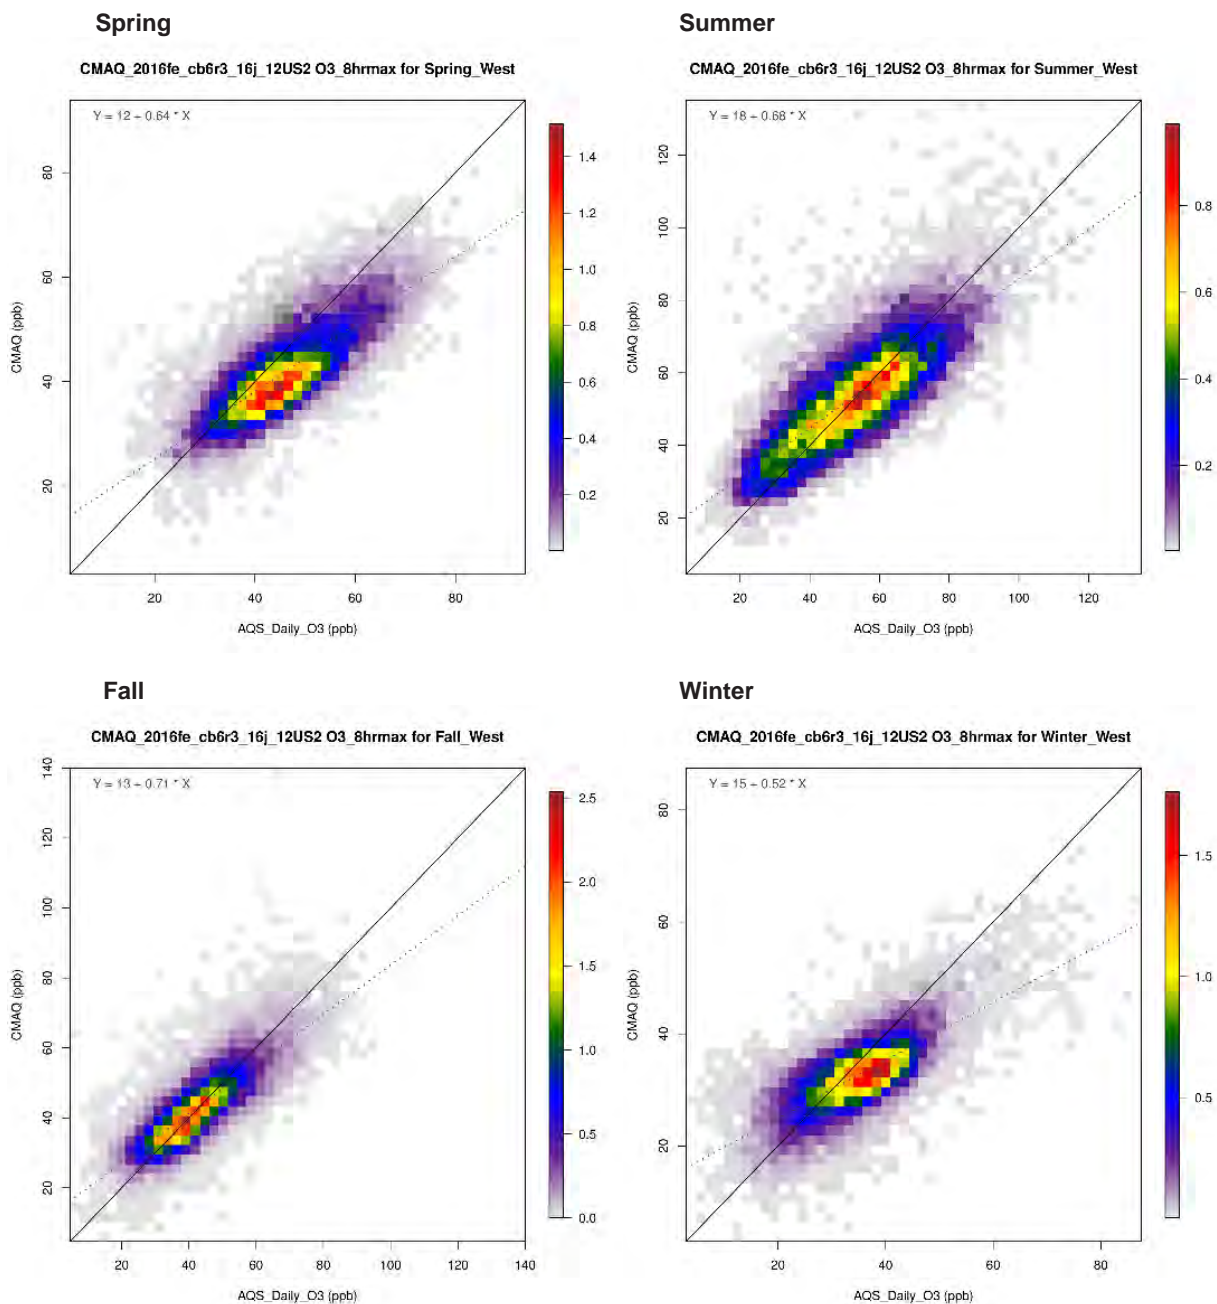 Spring
CMAQ_2016fe_cb6r3_16j_12US2 O3_8hrmax for Spring_West
Y = 12 + 0.64 * X
CMAQ (ppb)
80
60
40
20
20 40 60 80
AQS_Daily_O3 (ppb)
1.4
1.2
1.0
0.8
0.6
0.4
0.2
Summer
CMAQ_2016fe_cb6r3_16j_12US2 O3_8hrmax for Summer_West
Y = 18 + 0.68 * X
CMAQ (ppb)
120
100
80
60
40
20
20 40 60 80 100 120
AQS_Daily_O3 (ppb)
0.8
0.6
0.4
0.2
Fall
CMAQ_2016fe_cb6r3_16j_12US2 O3_8hrmax for Fall_West
Y = 13 + 0.71 * X
CMAQ (ppb)
140
120
100
80
60
40
20
20 40 60 80 100 120 140
AQS_Daily_O3 (ppb)
2.5
2.0
1.5
1.0
0.5
0.0
Winter
CMAQ_2016fe_cb6r3_16j_12US2 O3_8hrmax for Winter_West
Y = 15 + 0.52 * X
CMAQ (ppb)
80
60
40
20
20 40 60 80
AQS_Daily_O3 (ppb)
1.5
1.0
0.5